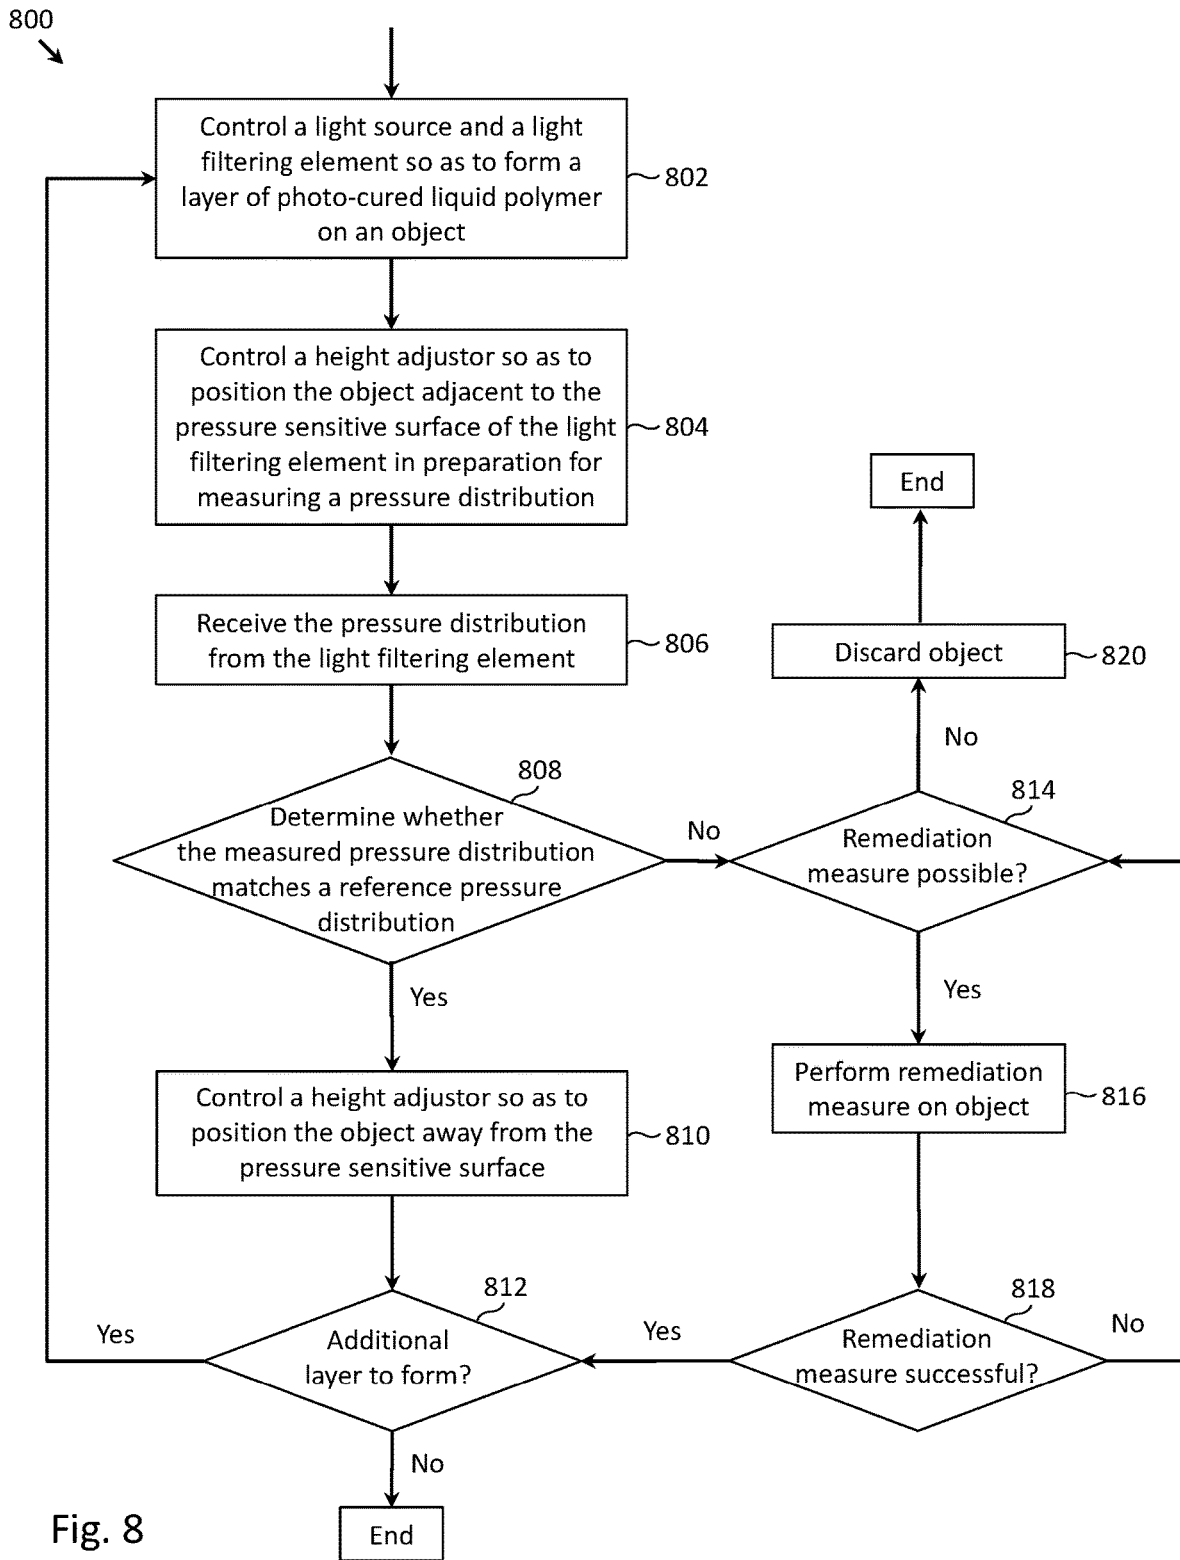 800
Control a light source and a light
filtering element so as to form a
layer of photo-cured liquid polymer
on an object
802
Control a height adjustor so as to
position the object adjacent to the
pressure sensitive surface of the light
filtering element in preparation for
measuring a pressure distribution
804
End
Receive the pressure distribution
from the light filtering element
806
Discard object
820
No
808
Determine whether
the measured pressure distribution
matches a reference pressure
distribution
No
814
Remediation
measure possible?
Yes
Yes
Control a height adjustor so as to
position the object away from the
pressure sensitive surface
810
Perform remediation
measure on object
816
812
Additional
layer to form?
Yes
Yes
818
Remediation
measure successful?
No
No
End
Fig. 8